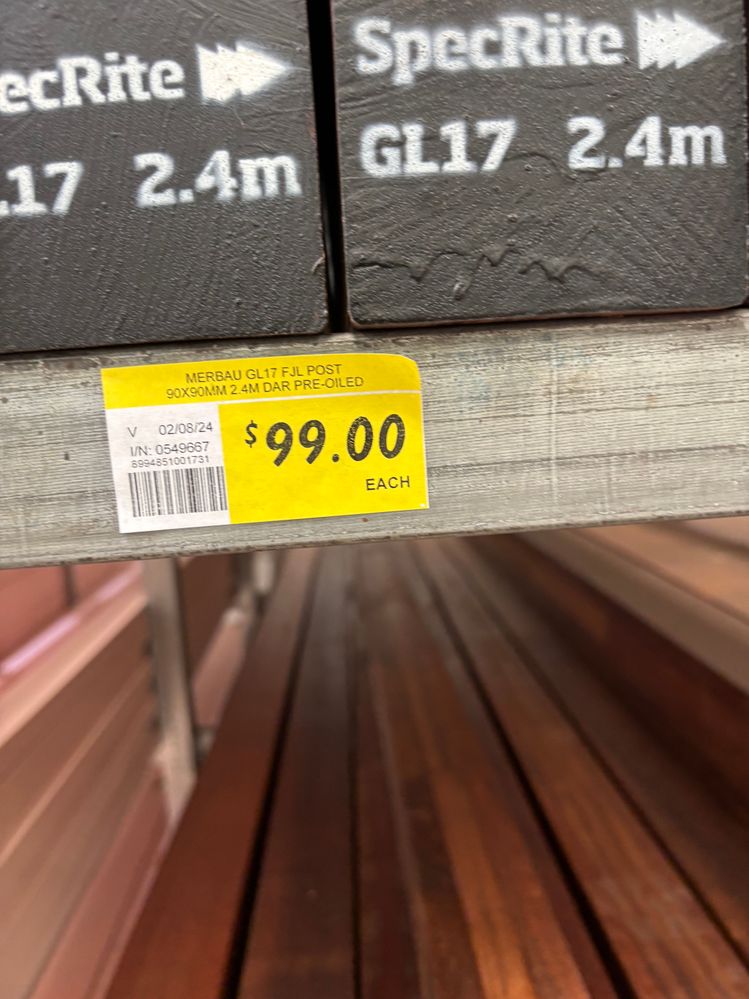 ecRite
.17 2.4m
SpecRite
GL17 2.4m
MERBAU GL17 FJL POST
90X90MM 2.4M DAR PRE-OILED
V 02/08/24
I/N: 0549667
8994851001731
$99.00
EACH